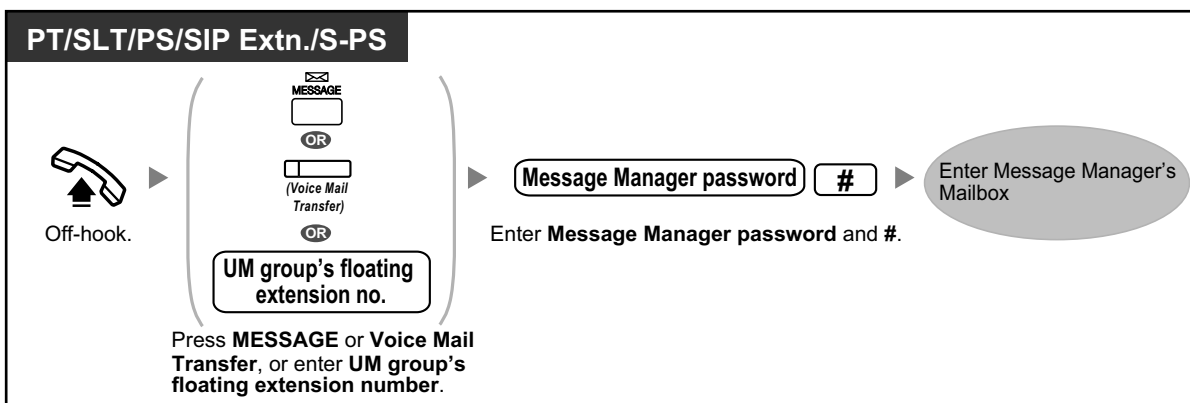 PT/SLT/PS/SIP Extn./S-PS
MESSAGE
OR
(Voice Mail
Transfer)
OR
UM group's floating
extension no.
Off-hook.
Press MESSAGE or Voice Mail
Transfer, or enter UM group's
floating extension number.
Message Manager password
#
Enter Message Manager password and #.
Enter Message Manager's
Mailbox